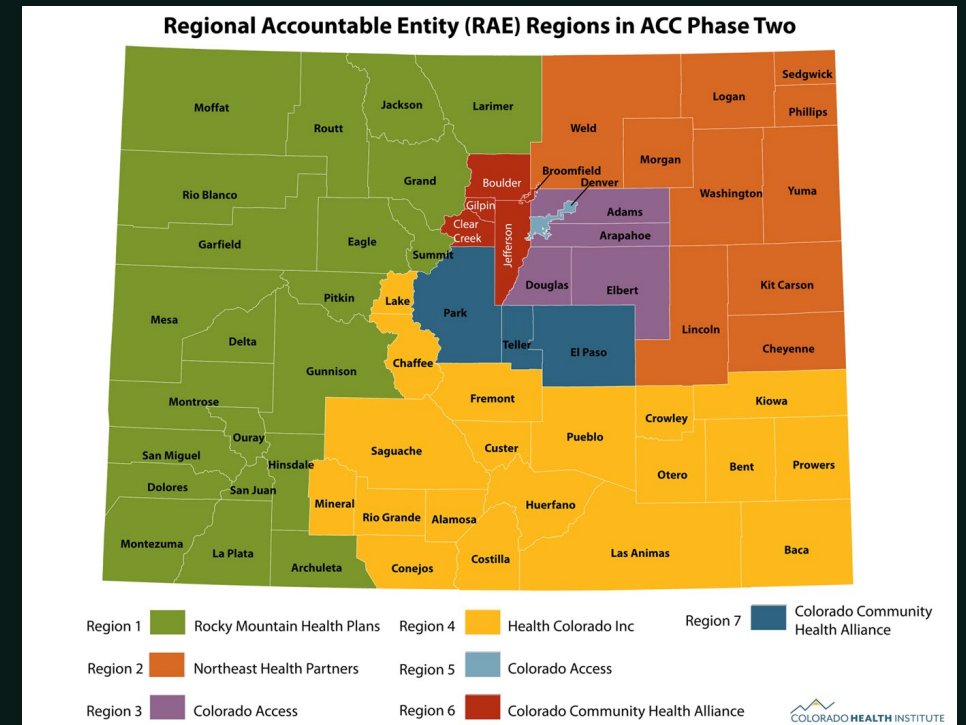 Regional Accountable Entity (RAE) Regions in ACC Phase Two
Moffat
Routt
Jackson
Larimer
Weld
Logan
Sedgwick
Phillips
Morgan
Washington
Yuma
Rio Blanco
Grand
Boulder
Broomfield
Denver
Gilpin
Clear
Creek
Jefferson
Adams
Arapahoe
Garfield
Eagle
Summit
Douglas
Elbert
Kit Carson
Lincoln
Cheyenne
Mesa
Pitkin
Lake
Park
Teller
El Paso
Delta
Gunnison
Chaffee
Fremont
Kiowa
Crowley
Montrose
Ouray
Saguache
Custer
Pueblo
Otero
Bent
Prowers
San Miguel
Hinsdale
Dolores
San Juan
Mineral
Rio Grande
Alamosa
Huerfano
Montezuma
La Plata
Archuleta
Conejos
Costilla
Las Animas
Baca
Region 1 Rocky Mountain Health Plans
Region 2 Northeast Health Partners
Region 3 Colorado Access
Region 4 Health Colorado Inc
Region 5 Colorado Access
Region 6 Colorado Community Health Alliance
Region 7 Colorado Community
Health Alliance
COLORADO HEALTH INSTITUTE